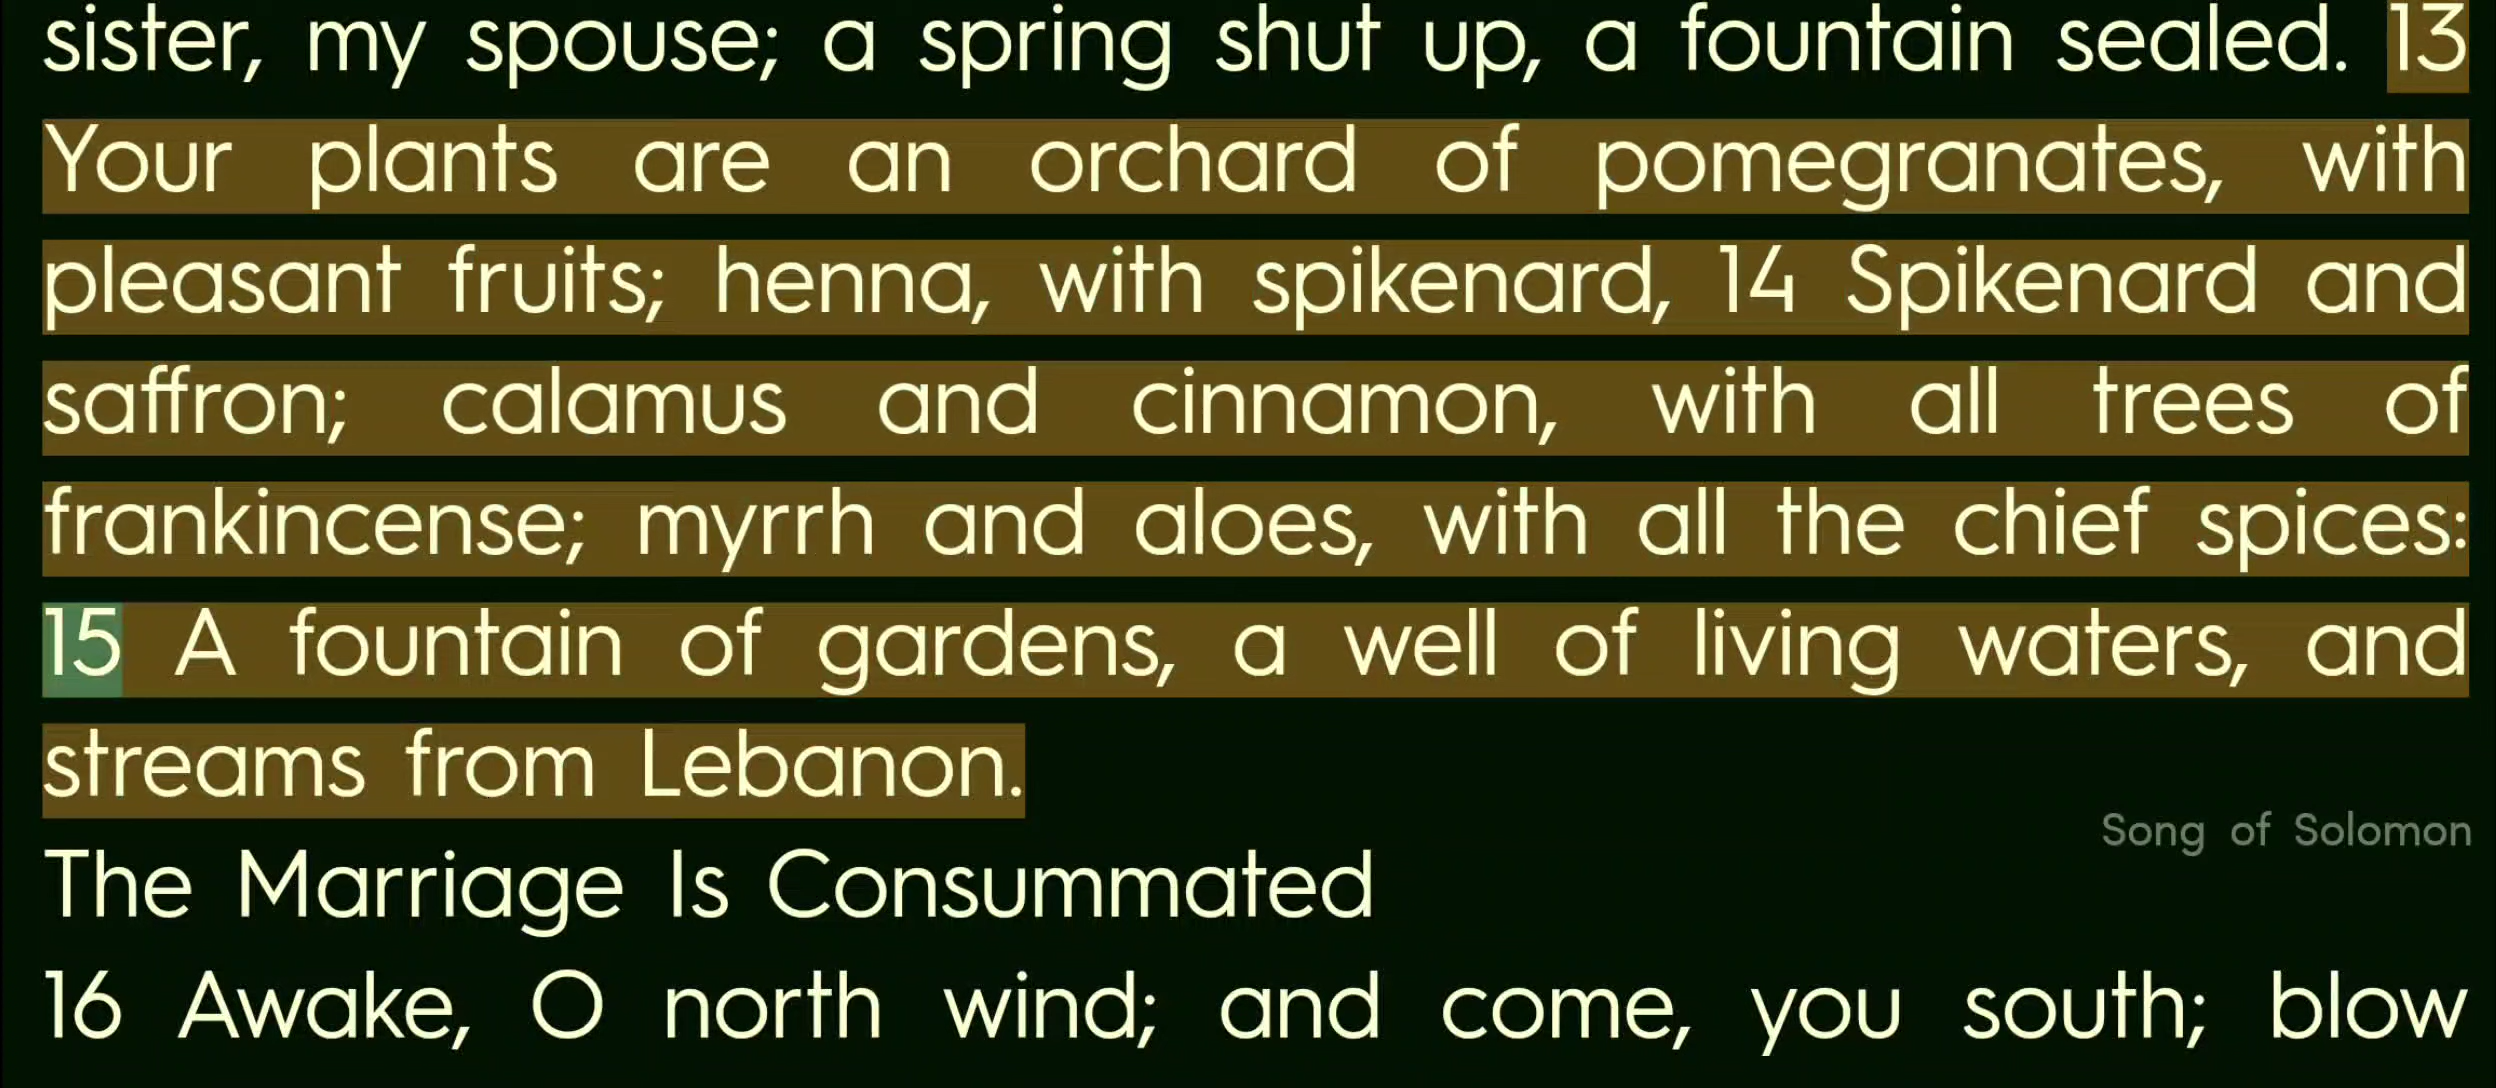 sister, my spouse; a spring shut up, a fountain sealed. 13
Your plants are an orchard of pomegranates, with
pleasant fruits; henna, with spikenard, 14 Spikenard and
saffron; calamus and cinnamon, with all trees of
frankincense; myrrh and aloes, with all the chief spices:
15 A fountain of gardens, a well of living waters, and
streams from Lebanon.
Song of Solomon
The Marriage Is Consummated
16 Awake, O north wind; and come, you south; blow